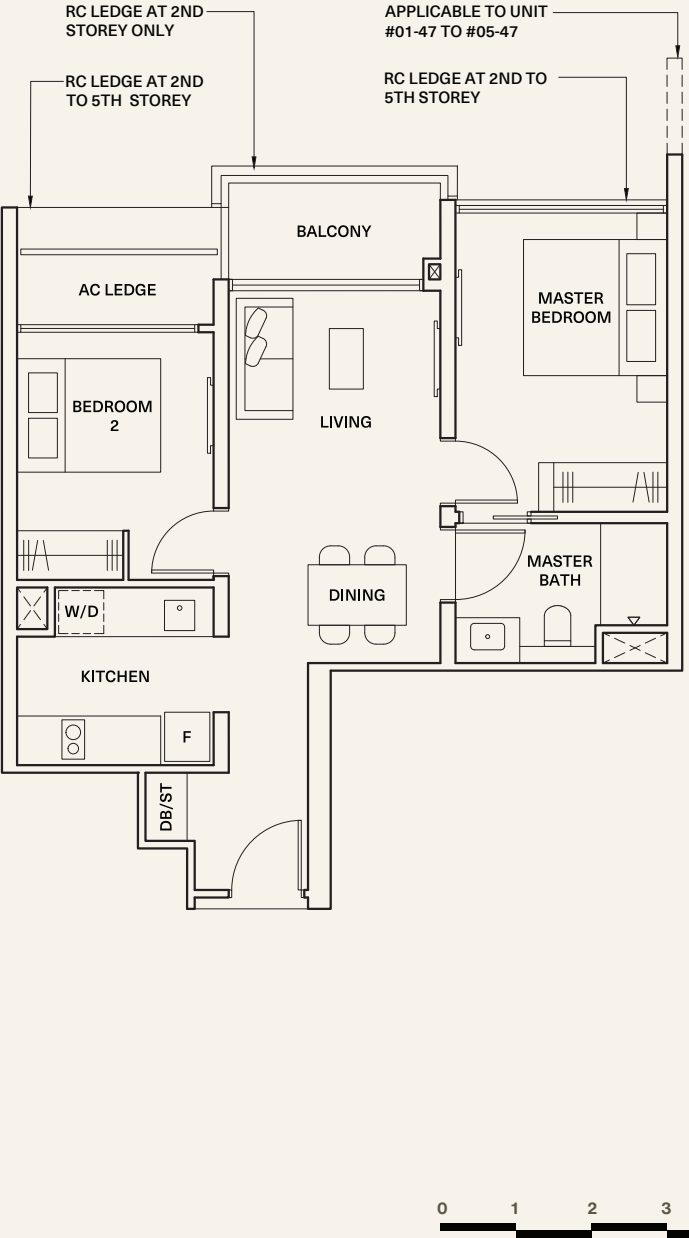 RC LEDGE AT 2ND
STOREY ONLY
APPLICABLE TO UNIT
#01-47 TO #05-47
RC LEDGE AT 2ND
TO 5TH STOREY
RC LEDGE AT 2ND TO
5TH STOREY
BALCONY
AC LEDGE
MASTER
BEDROOM
BEDROOM
2
LIVING
MASTER
BATH
DINING
W/D
KITCHEN
F
DB/ST
0 1 2 3